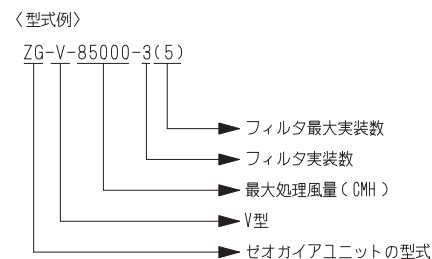 〈型式例〉
ZG-V-85000-3(5)
フィルタ最大実装数
フィルタ実装数
最大処理風量(CMH)
V型
ゼオガイアユニットの型式